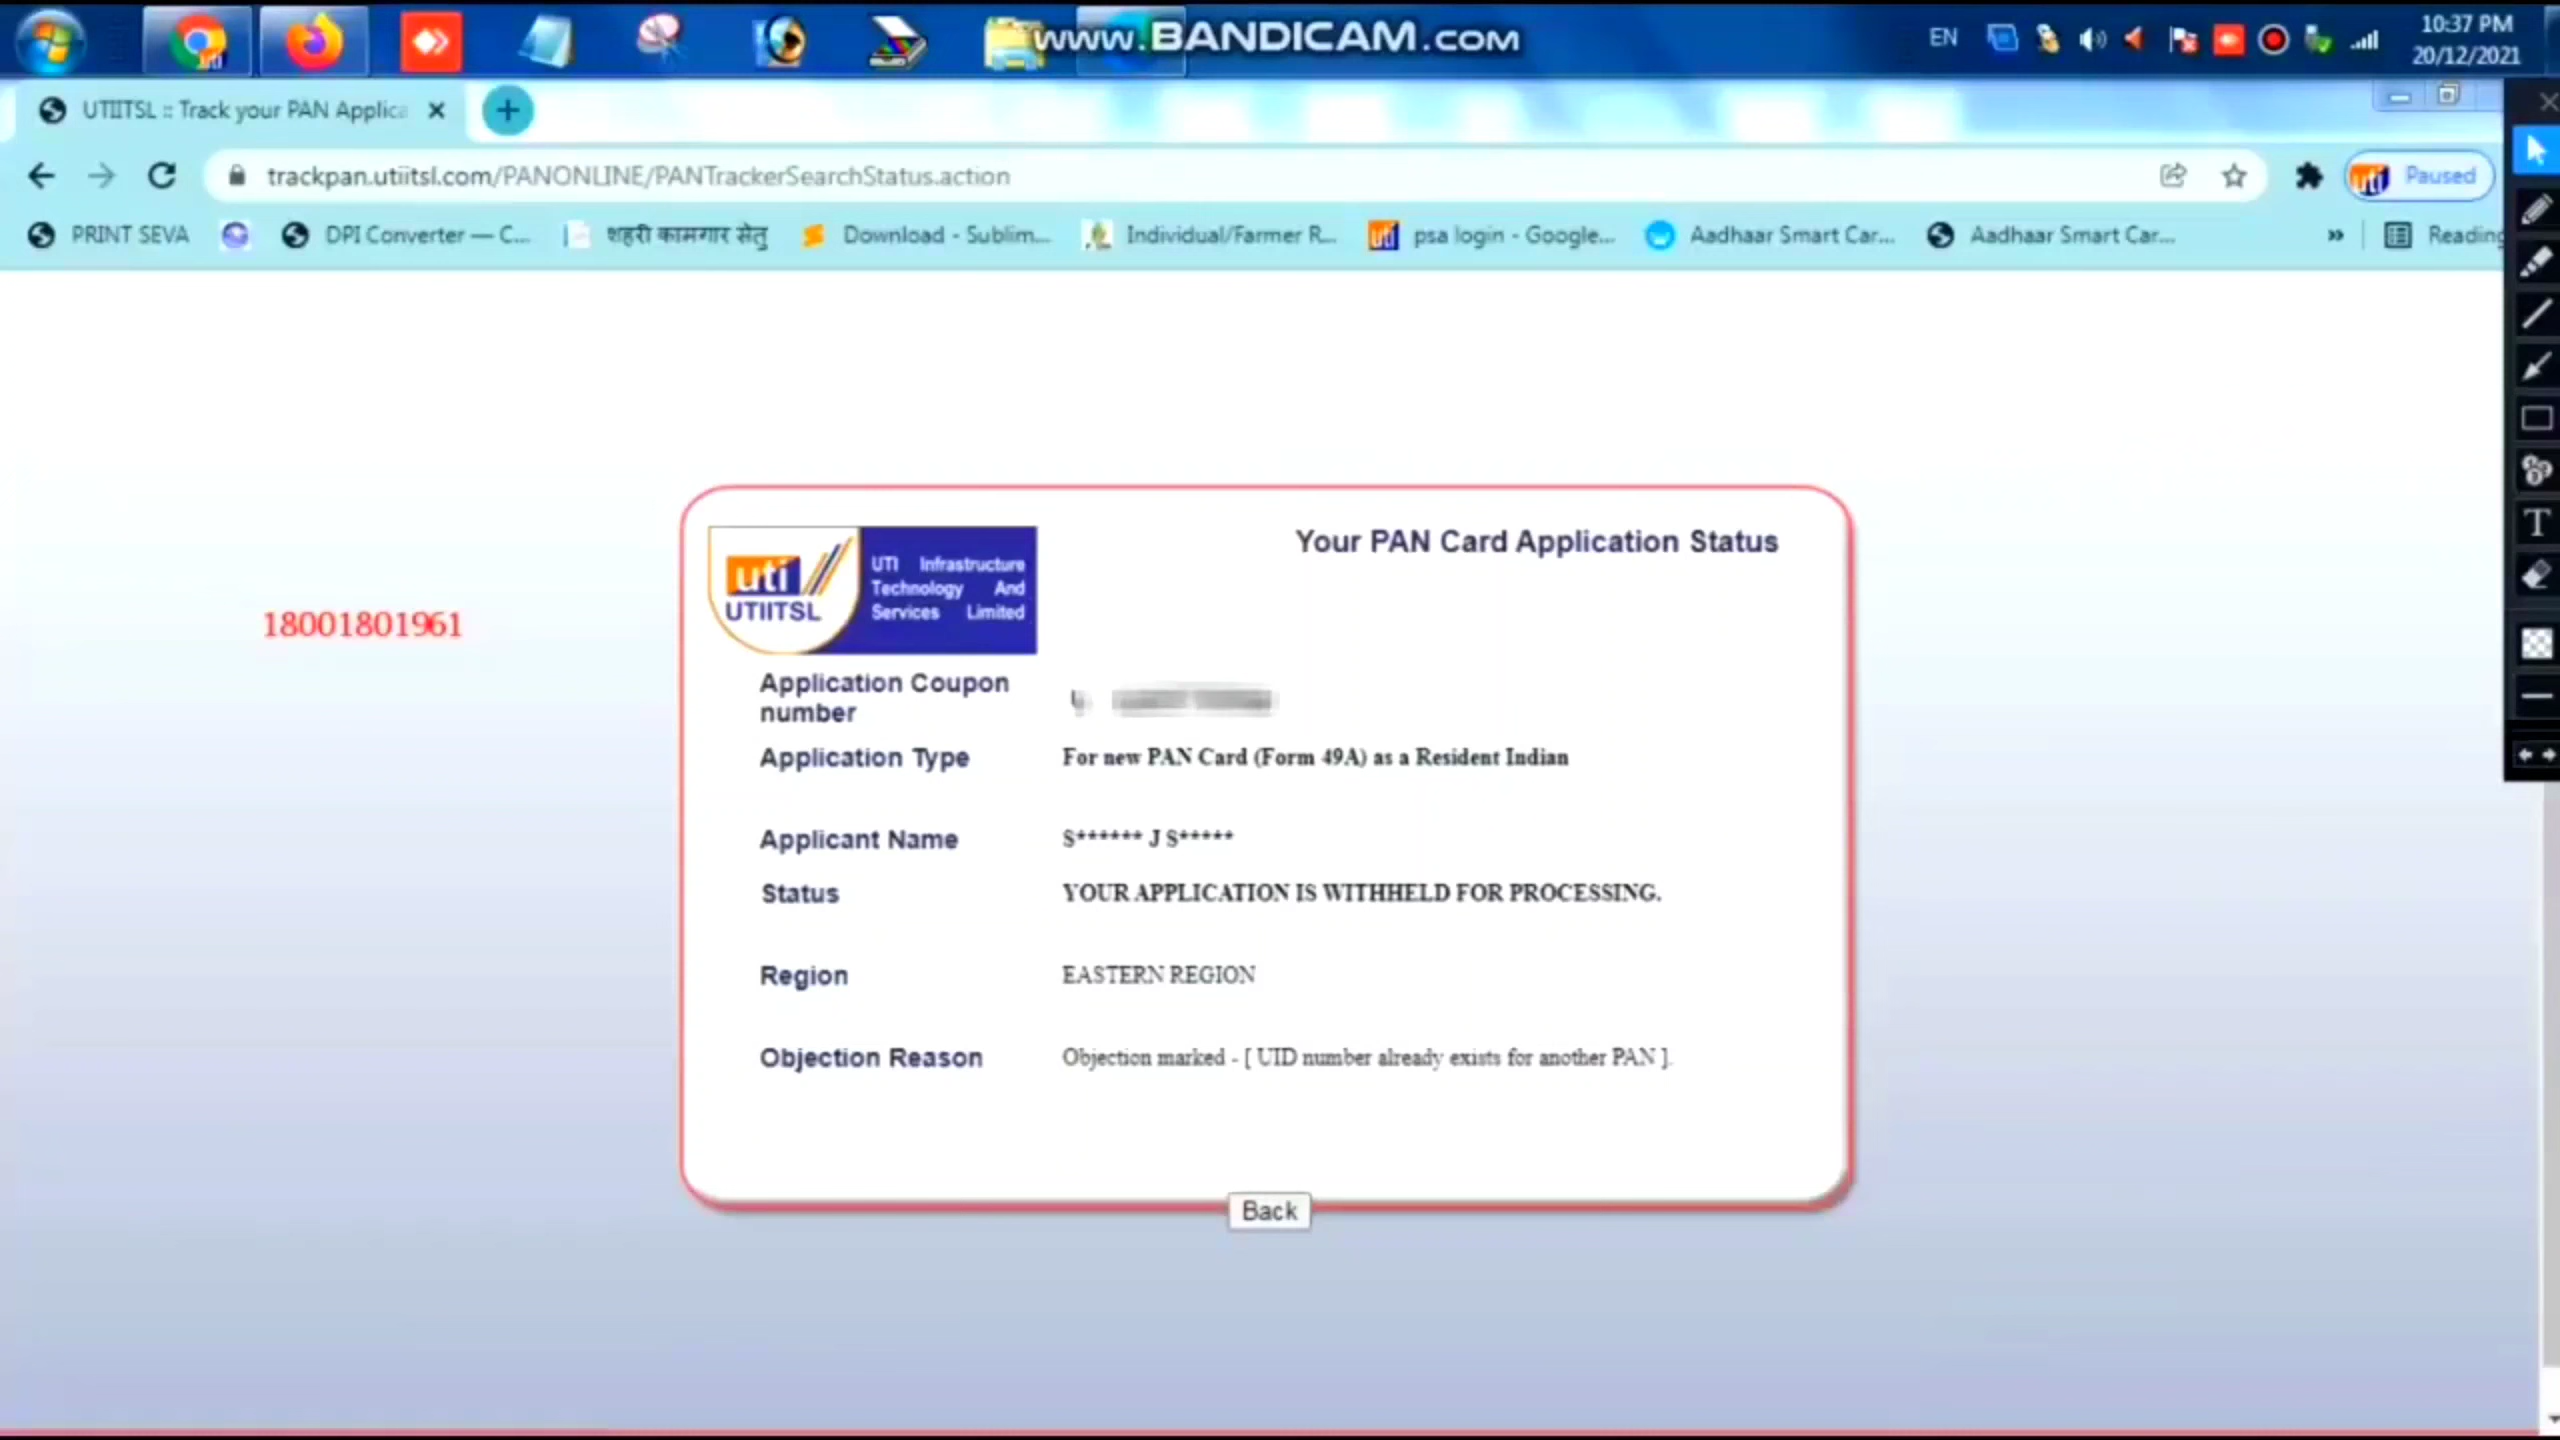 www.BANDICAM.com
EN
10:37 PM
20/12/2021
UTIITSL :: Track your PAN Applica
trackpan.utiitsl.com/PANONLINE/PANTrackerSearchStatus.action
Paused
PRINT SEVA
DPI Converter — C...
शहरी कामगार सेतु
Download - Sublim...
Individual/Farmer R...
psa login - Google...
Aadhaar Smart Car...
Aadhaar Smart Car...
»
Reading
18001801961
uti
UTIITSL
UTI Infrastructure
Technology And
Services Limited
Your PAN Card Application Status
Application Coupon
number
Application Type For new PAN Card (Form 49A) as a Resident Indian
Applicant Name S****** J S*****
Status YOUR APPLICATION IS WITHHELD FOR PROCESSING.
Region EASTERN REGION
Objection Reason Objection marked - [ UID number already exists for another PAN ].
Back
T